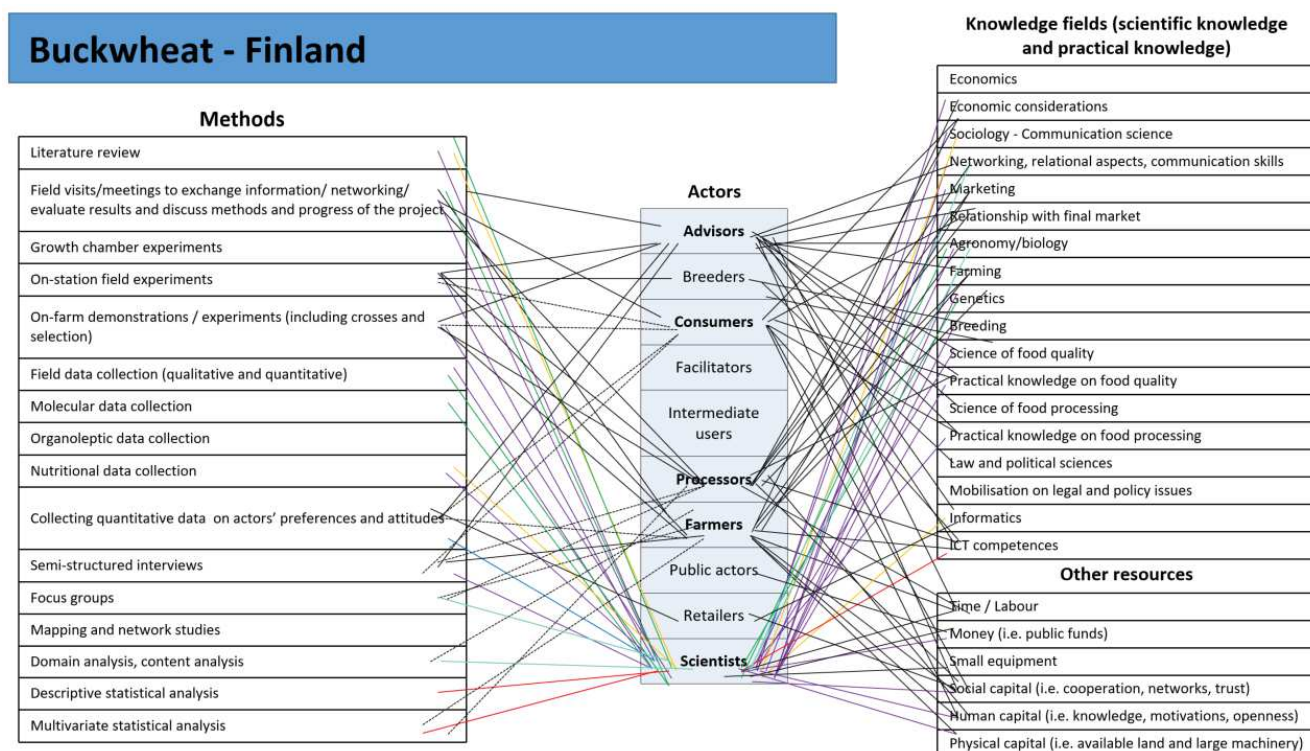 Buckwheat - Finland
Methods
Literature review
Field visits/meetings to exchange information/ networking/
evaluate results and discuss methods and progress of the project
Growth chamber experiments
On-station field experiments
On-farm demonstrations / experiments (including crosses and
selection)
Field data collection (qualitative and quantitative)
Molecular data collection
Organoleptic data collection
Nutritional data collection
Collecting quantitative data on actors' preferences and attitudes
Semi-structured interviews
Focus groups
Mapping and network studies
Domain analysis, content analysis
Descriptive statistical analysis
Multivariate statistical analysis
Actors
Advisors
Breeders
Consumers
Facilitators
Intermediate
users
Processors
Farmers
Public actors
Retailers
Scientists
Knowledge fields (scientific knowledge
and practical knowledge)
Economics
Economic considerations
Sociology - Communication science
Networking, relational aspects, communication skills
Marketing
Relationship with final market
Agronomy/biology
Farming
Genetics
Breeding
Science of food quality
Practical knowledge on food quality
Science of food processing
Practical knowledge on food processing
Law and political sciences
Mobilisation on legal and policy issues
Informatics
ICT competences
Other resources
Time / Labour
Money (i.e. public funds)
Small equipment
Social capital (i.e. cooperation, networks, trust)
Human capital (i.e. knowledge, motivations, openness)
Physical capital (i.e. available land and large machinery)